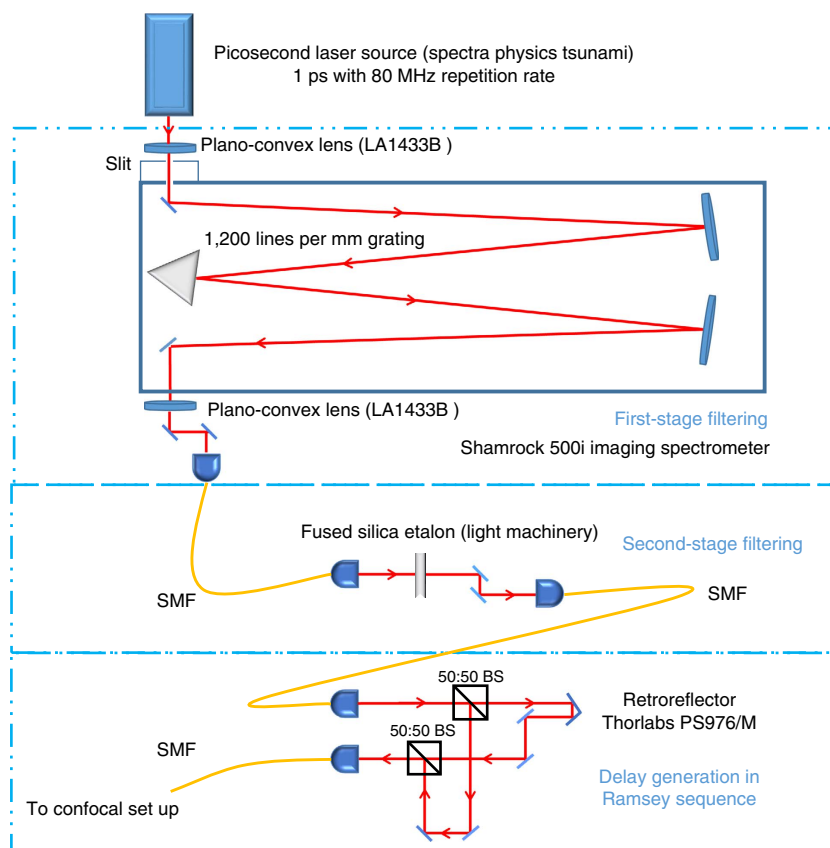 Picosecond laser source (spectra physics tsunami)
1 ps with 80 MHz repetition rate
Plano-convex lens (LA1433B )
Slit
1,200 lines per mm grating
Plano-convex lens (LA1433B )
First-stage filtering
Shamrock 500i imaging spectrometer
Fused silica etalon (light machinery)
Second-stage filtering
SMF
SMF
50:50 BS
Retroreflector
Thorlabs PS976/M
50:50 BS
SMF
Delay generation in
Ramsey sequence
To confocal set up